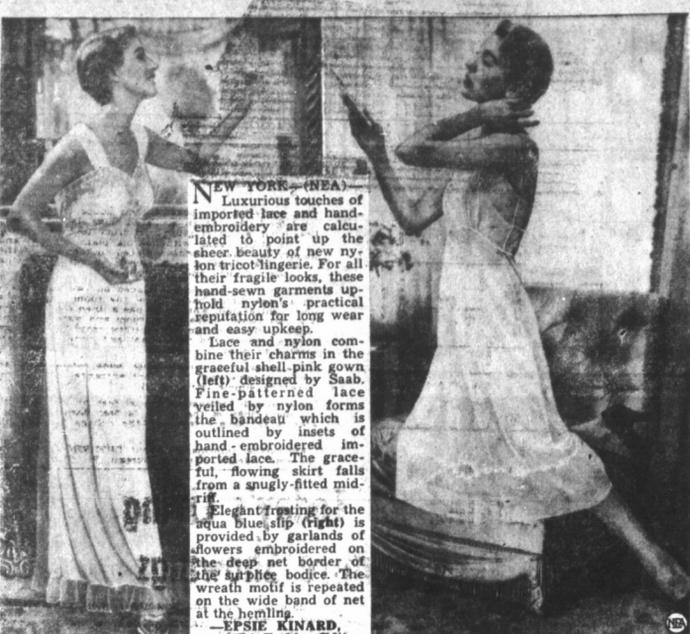 NEW YORK—(NEA)—
Luxurious touches of
imported lace and hand-
embroidery are calcu-
lated to point up the
sheer beauty of new ny-
lon tricot lingerie. For all
their fragile looks, these
hand-sewn garments up-
hold nylon's practical
reputation for long wear
and easy upkeep.
Lace and nylon com-
bine their charms in the
graceful shell-pink gown
(left) designed by Saab.
Fine-patterned lace
veiled by nylon forms
the bandeau which is
outlined by insets of
hand-embroidered im-
ported lace. The grace-
ful, flowing skirt falls
from a snugly-fitted mid-
riff.
Elegant frosting for the
aqua blue slip (right) is
provided by garlands of
flowers embroidered on
the deep net border of
the surplice bodice. The
wreath motif is repeated
on the wide band of net
at the hemline.
—EPSIE KINARD,
NEA